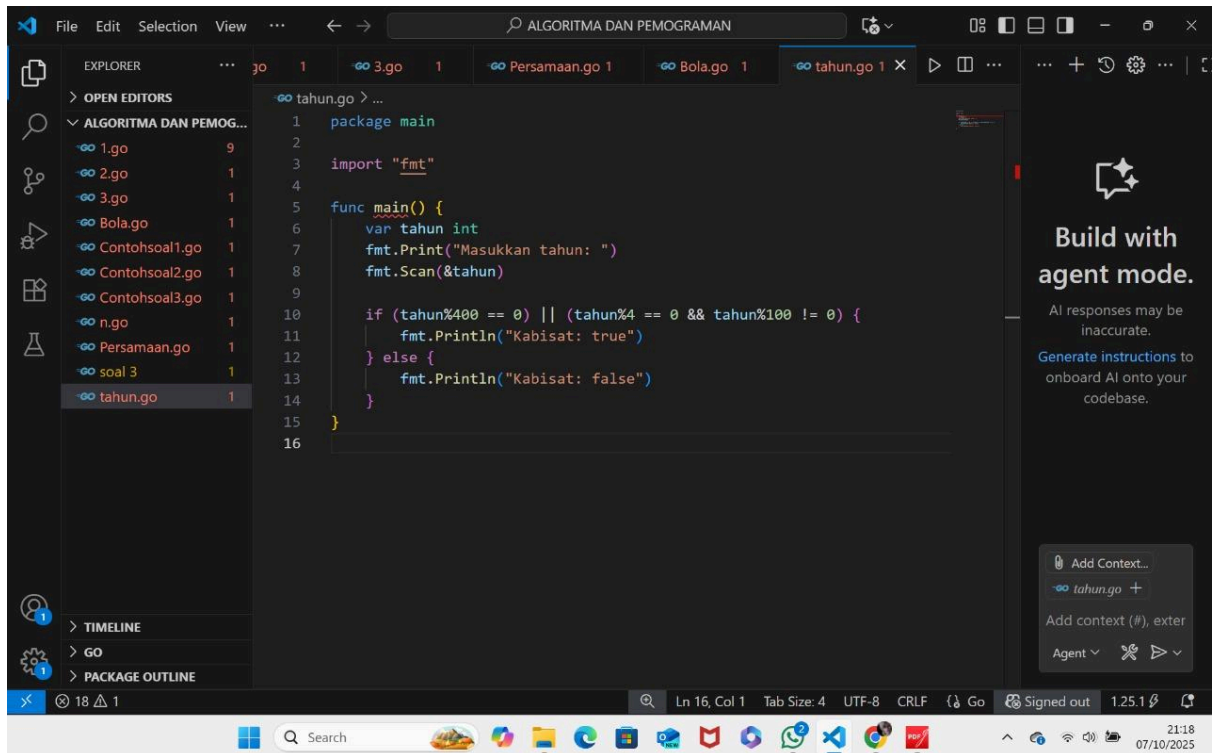 File Edit Selection View ... ALGORITMA DAN PEMOGRAMAN
EXPLORER
OPEN EDITORS
ALGORITMA DAN PEMOG...
1.go 9
2.go 1
3.go 1
Bola.go 1
Contohsoal1.go 1
Contohsoal2.go 1
Contohsoal3.go 1
n.go 1
Persamaan.go 1
soal 3 1
tahun.go 1
TIMELINE
GO
PACKAGE OUTLINE
go 1 3.go 1 Persamaan.go 1 Bola.go 1 tahun.go 1
tahun.go > ...
1 package main
2
3 import "fmt"
4
5 func main() {
6 var tahun int
7 fmt.Print("Masukkan tahun: ")
8 fmt.Scan(&tahun)
9
10 if (tahun%400 == 0) || (tahun%4 == 0 && tahun%100 != 0) {
11 fmt.Println("Kabisat: true")
12 } else {
13 fmt.Println("Kabisat: false")
14 }
15 }
16
Build with
agent mode.
AI responses may be
inaccurate.
Generate instructions to
onboard AI onto your
codebase.
Add Context...
tahun.go +
Add context (#), exter
Agent
1
1
18 1 Ln 16, Col 1 Tab Size: 4 UTF-8 CRLF Go Signed out 1.25.1
Search
NEW
2
PDF
21:18
07/10/2025